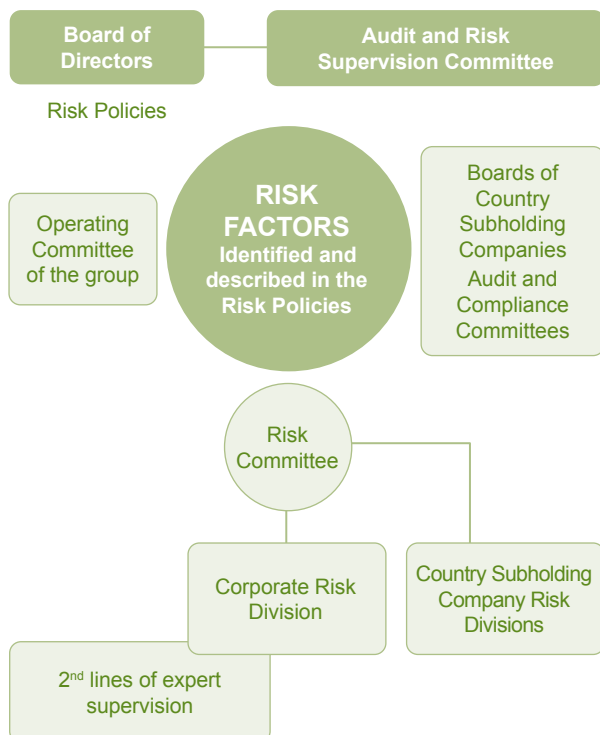 Board of
Directors
Audit and Risk
Supervision Committee
Risk Policies
RISK
FACTORS
Identified and
described in the
Risk Policies
Operating
Committee
of the group
Boards of
Country
Subholding
Companies
Audit and
Compliance
Committees
Risk
Committee
Corporate Risk
Division
Country Subholding
Company Risk
Divisions
2nd lines of expert
supervision